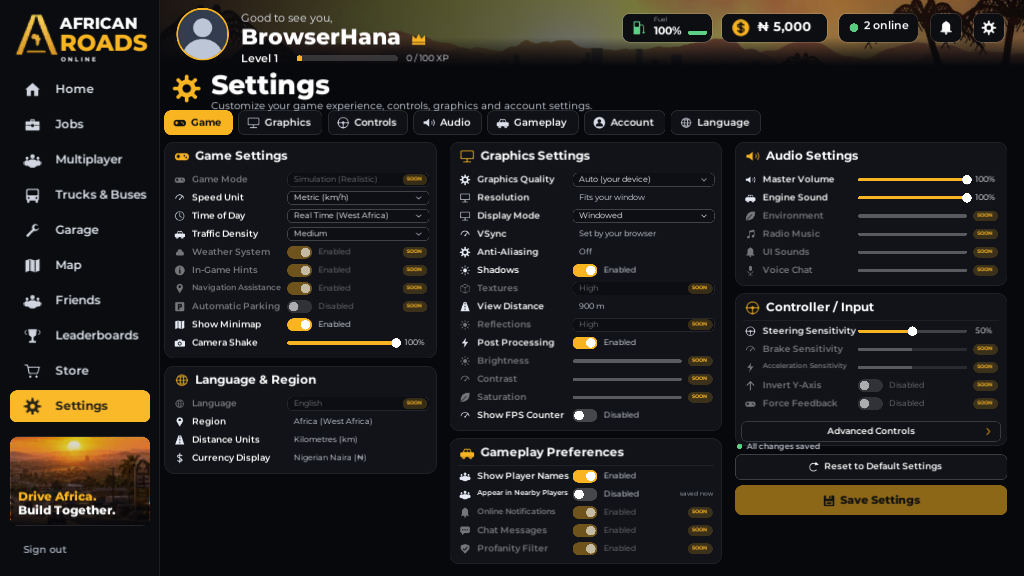 AFRICAN
ROADS
ONLINE
Home
Jobs
Multiplayer
Trucks & Buses
Garage
Map
Friends
Leaderboards
Store
Settings
Drive Africa.
Build Together.
Sign out
Good to see you,
BrowserHana
Level 1
0 / 100 XP
Fuel
100%
₦ 5,000
2 online
Settings
Customize your game experience, controls, graphics and account settings.
Game
Graphics
Controls
Audio
Gameplay
Account
Language
Game Settings
Game Mode Simulation (Realistic) SOON
Speed Unit Metric (km/h)
Time of Day Real Time (West Africa)
Traffic Density Medium
Weather System Enabled SOON
In-Game Hints Enabled SOON
Navigation Assistance Enabled SOON
Automatic Parking Disabled SOON
Show Minimap Enabled
Camera Shake 100%
Language & Region
Language English SOON
Region Africa (West Africa)
Distance Units Kilometres (km)
Currency Display Nigerian Naira (₦)
Graphics Settings
Graphics Quality Auto (your device)
Resolution Fits your window
Display Mode Windowed
VSync Set by your browser
Anti-Aliasing Off
Shadows Enabled
Textures High SOON
View Distance 900 m
Reflections High SOON
Post Processing Enabled
Brightness SOON
Contrast SOON
Saturation SOON
Show FPS Counter Disabled
Gameplay Preferences
Show Player Names Enabled
Appear in Nearby Players Disabled saved now
Online Notifications Enabled SOON
Chat Messages Enabled SOON
Profanity Filter Enabled SOON
Audio Settings
Master Volume 100%
Engine Sound 100%
Environment SOON
Radio Music SOON
UI Sounds SOON
Voice Chat SOON
Controller / Input
Steering Sensitivity 50%
Brake Sensitivity SOON
Acceleration Sensitivity SOON
Invert Y-Axis Disabled SOON
Force Feedback Disabled SOON
Advanced Controls
All changes saved
Reset to Default Settings
Save Settings